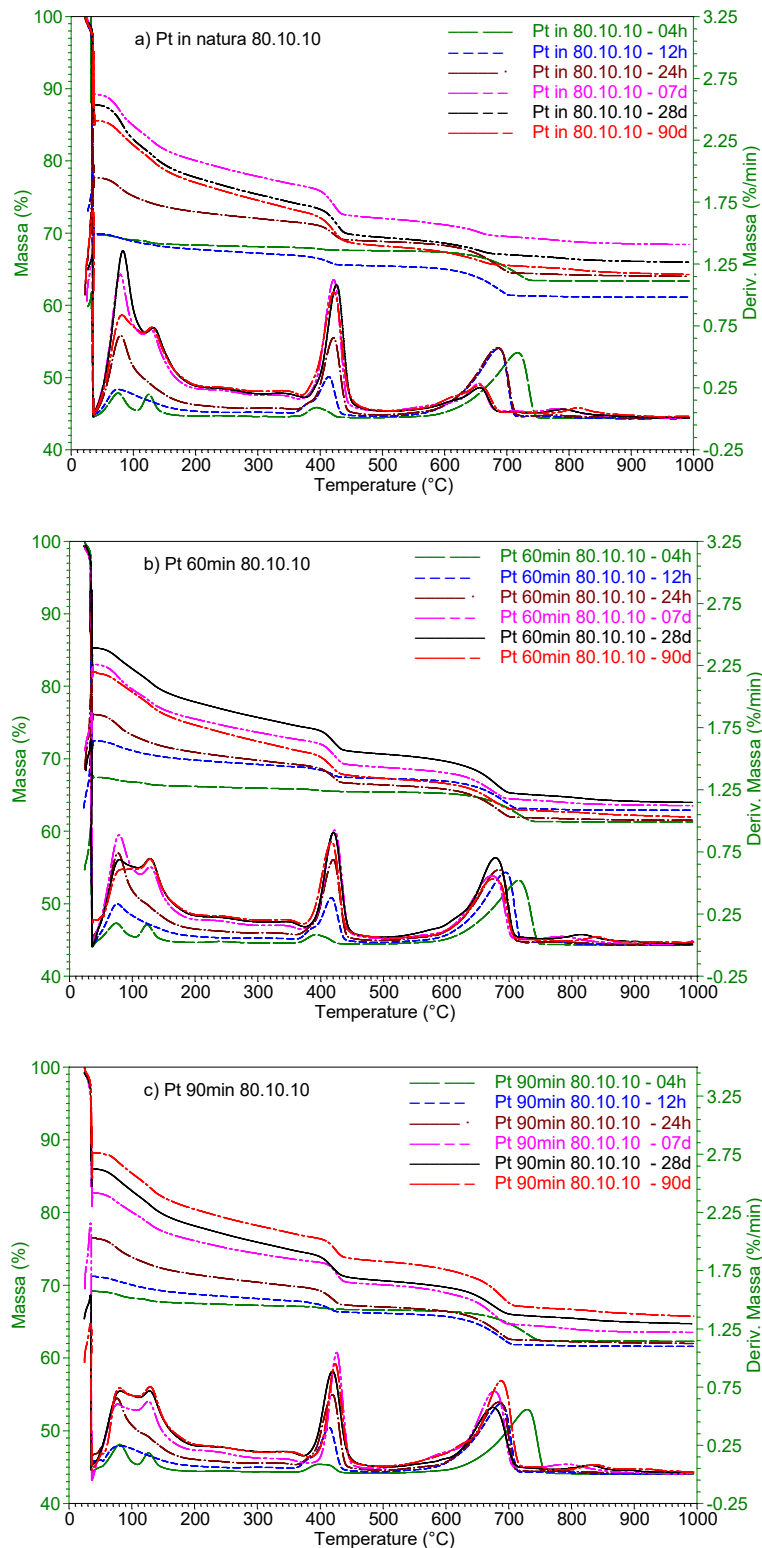 a) Pt in natura 80.10.10
Pt in 80.10.10 - 04h
Pt in 80.10.10 - 12h
Pt in 80.10.10 - 24h
Pt in 80.10.10 - 07d
Pt in 80.10.10 - 28d
Pt in 80.10.10 - 90d
100
90
80
70
60
50
40
Massa (%)
3.25
2.75
2.25
1.75
1.25
0.75
0.25
-0.25
Deriv. Massa (%/min)
0 100 200 300 400 500 600 700 800 900 1000
Temperature (°C)
b) Pt 60min 80.10.10
Pt 60min 80.10.10 - 04h
Pt 60min 80.10.10 - 12h
Pt 60min 80.10.10 - 24h
Pt 60min 80.10.10 - 07d
Pt 60min 80.10.10 - 28d
Pt 60min 80.10.10 - 90d
100
90
80
70
60
50
40
Massa (%)
3.25
2.75
2.25
1.75
1.25
0.75
0.25
-0.25
Deriv. Massa (%/min)
0 100 200 300 400 500 600 700 800 900 1000
Temperature (°C)
c) Pt 90min 80.10.10
Pt 90min 80.10.10 - 04h
Pt 90min 80.10.10 - 12h
Pt 90min 80.10.10 - 24h
Pt 90min 80.10.10 - 07d
Pt 90min 80.10.10 - 28d
Pt 90min 80.10.10 - 90d
100
90
80
70
60
50
40
Massa (%)
3.25
2.75
2.25
1.75
1.25
0.75
0.25
-0.25
Deriv. Massa (%/min)
0 100 200 300 400 500 600 700 800 900 1000
Temperature (°C)